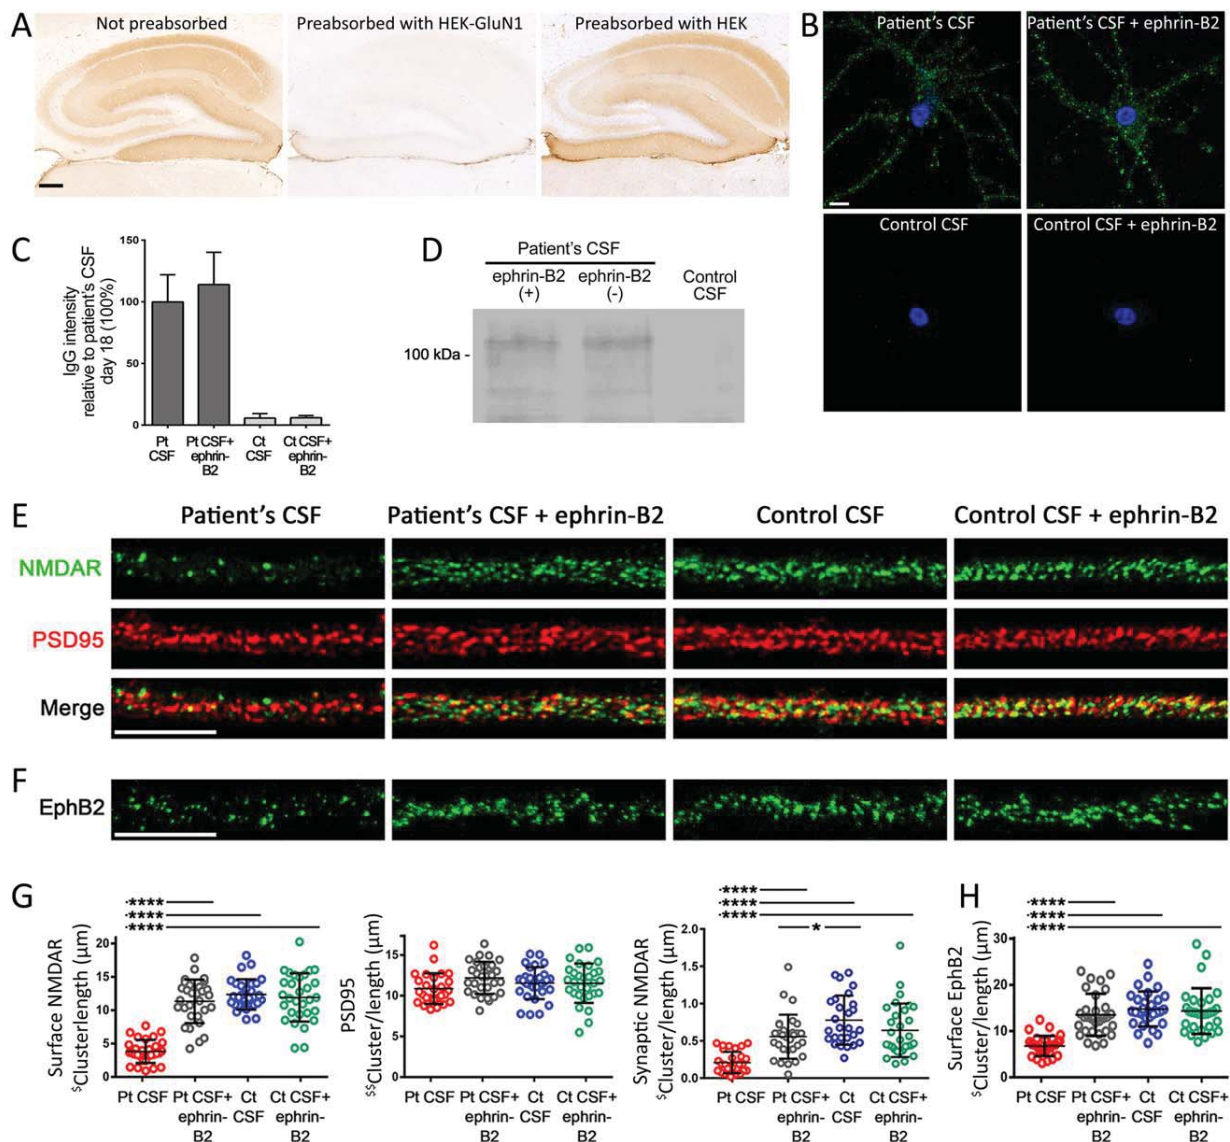 A
Not preabsorbed
Preabsorbed with HEK-GluN1
Preabsorbed with HEK
B
Patient's CSF
Patient's CSF + ephrin-B2
Control CSF
Control CSF + ephrin-B2
C
IgG intensity
relative to patient's CSF
day 18 (100%)
150
100
50
0
Pt
CSF
Pt CSF+
ephrin-
B2
Ct
CSF
Ct CSF+
ephrin-
B2
D
Patient's CSF
ephrin-B2
(+)
ephrin-B2
(-)
Control
CSF
100 kDa -
E
Patient's CSF
Patient's CSF + ephrin-B2
Control CSF
Control CSF + ephrin-B2
NMDAR
PSD95
Merge
F
EphB2
G
****
****
****
Surface NMDAR
$Cluster/length (µm)
20
15
10
5
0
Pt CSF
Pt CSF+
ephrin-
B2
Ct
CSF
Ct CSF+
ephrin-
B2
PSD95
$$Cluster/length (µm)
15
10
5
0
Pt CSF
Pt CSF+
ephrin-
B2
Ct
CSF
Ct CSF+
ephrin-
B2
****
****
****
*
Synaptic NMDAR
$Cluster/length (µm)
2.0
1.5
1.0
0.5
0.0
Pt CSF
Pt CSF+
ephrin-
B2
Ct
CSF
Ct CSF+
ephrin-
B2
H
****
****
****
Surface EphB2
$Cluster/length (µm)
30
20
10
0
Pt CSF
Pt CSF+
ephrin-
B2
Ct
CSF
Ct CSF+
ephrin-
B2